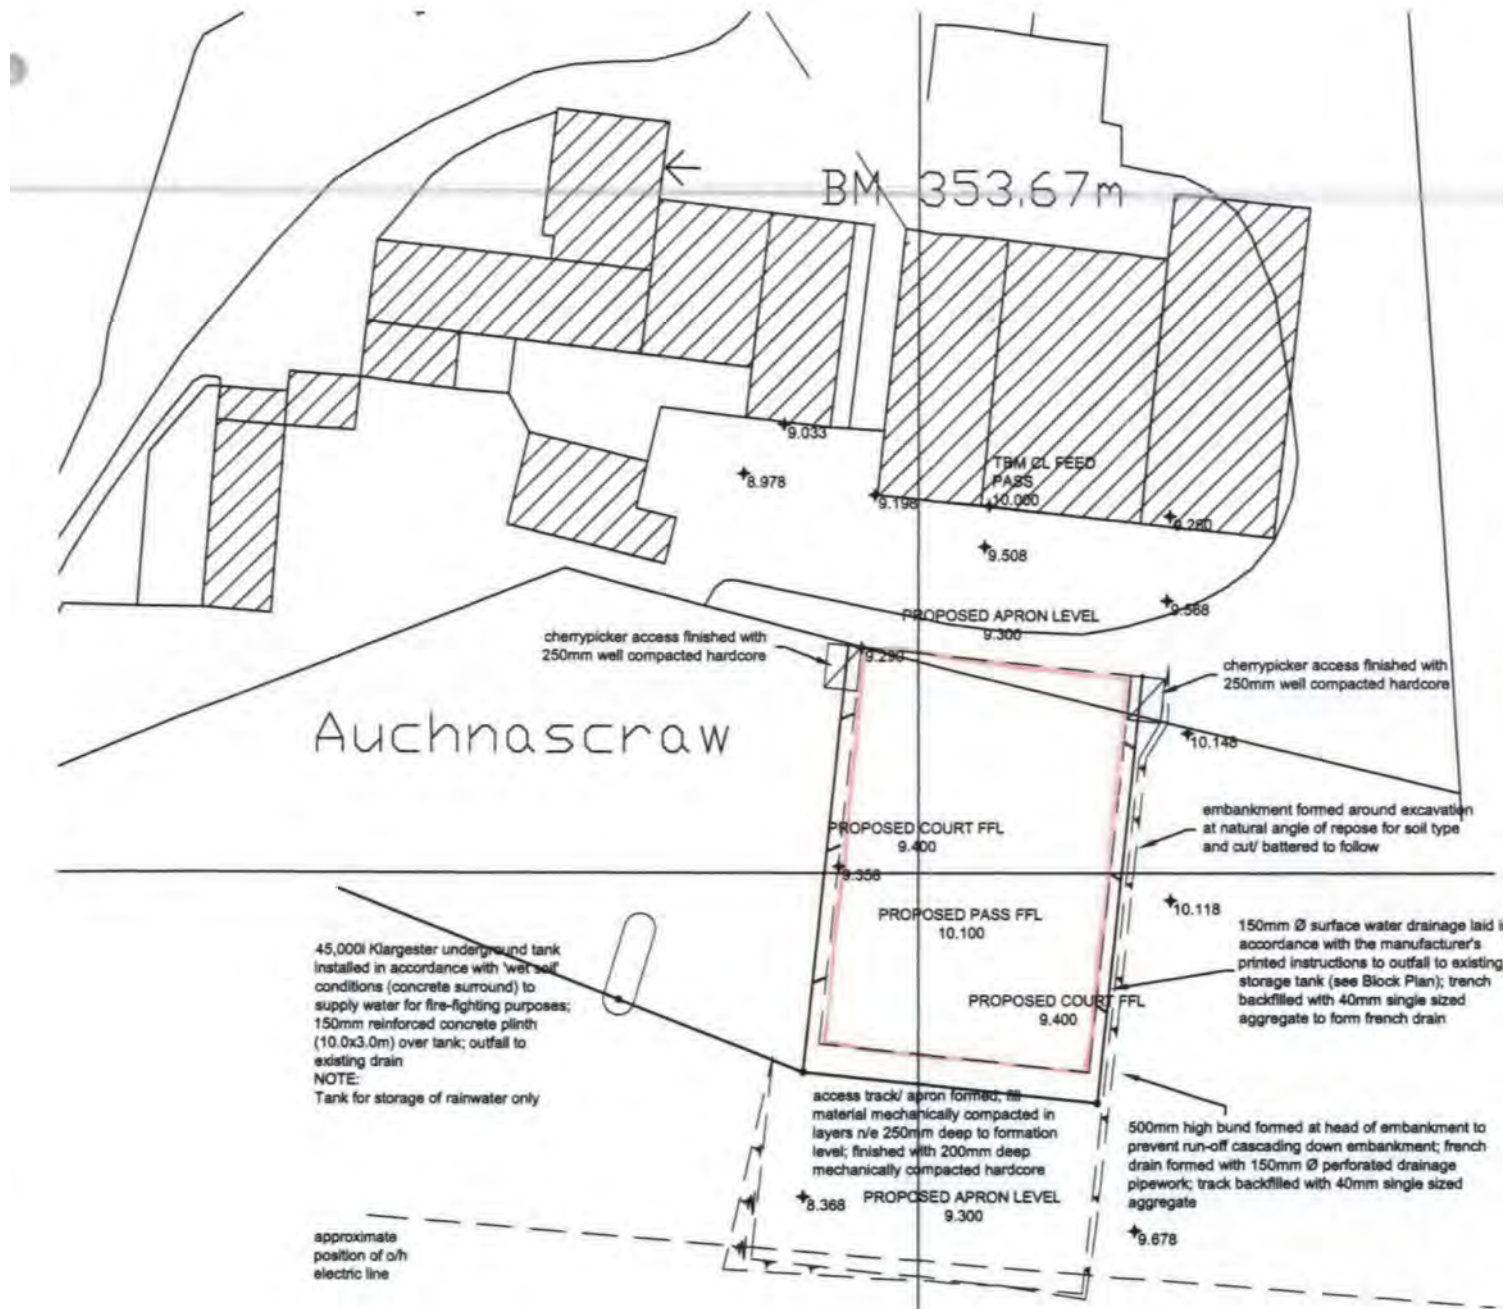 BM 353.67m
9.033
8.978
9.198
TBM CL FEED
PASS
10.000
9.280
9.508
9.568
PROPOSED APRON LEVEL
9.300
cherrypicker access finished with
250mm well compacted hardcore
9.290
cherrypicker access finished with
250mm well compacted hardcore
Auchnascraw
10.148
embankment formed around excavation
at natural angle of repose for soil type
and cut/ battered to follow
PROPOSED COURT FFL
9.400
9.358
10.118
PROPOSED PASS FFL
10.100
150mm Ø surface water drainage laid i
accordance with the manufacturer's
printed instructions to outfall to existing
storage tank (see Block Plan); trench
backfilled with 40mm single sized
aggregate to form french drain
45,000l Klargester underground tank
installed in accordance with 'wet soil'
conditions (concrete surround) to
supply water for fire-fighting purposes;
150mm reinforced concrete plinth
(10.0x3.0m) over tank; outfall to
existing drain
NOTE:
Tank for storage of rainwater only
PROPOSED COURT FFL
9.400
access track/ apron formed; fill
material mechanically compacted in
layers n/e 250mm deep to formation
level; finished with 200mm deep
mechanically compacted hardcore
500mm high bund formed at head of embankment to
prevent run-off cascading down embankment; french
drain formed with 150mm Ø perforated drainage
pipework; track backfilled with 40mm single sized
aggregate
8.368
PROPOSED APRON LEVEL
9.300
9.678
approximate
position of o/h
electric line